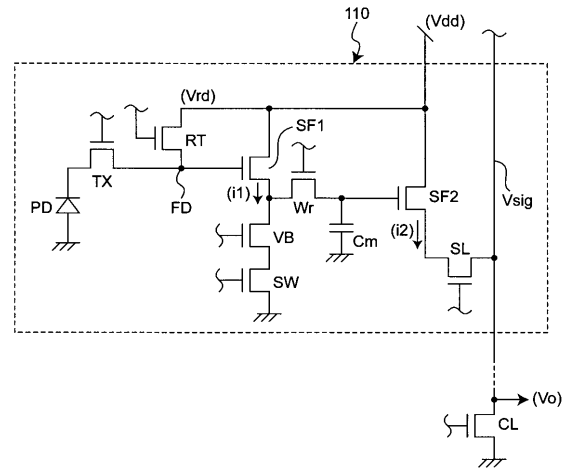 110
(Vdd)
(Vrd)
SF1
RT
TX
FD
PD
(i1)
Wr
SF2
Vsig
VB
Cm
(i2)
SL
SW
(Vo)
CL